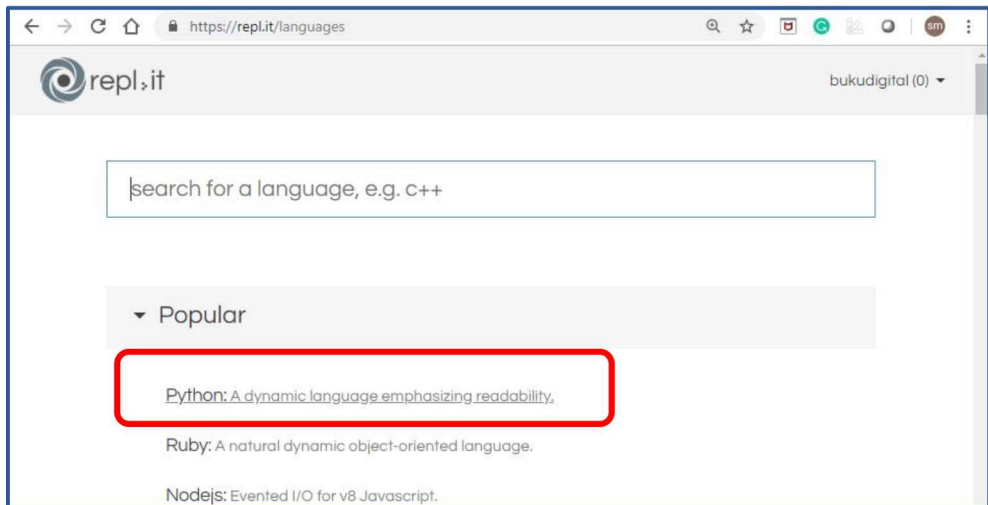 https://repl.it/languages
sm
repl.it
bukudigital (0)
search for a language, e.g. c++
Popular
Python: A dynamic language emphasizing readability.
Ruby: A natural dynamic object-oriented language.
Nodejs: Evented I/O for v8 Javascript.